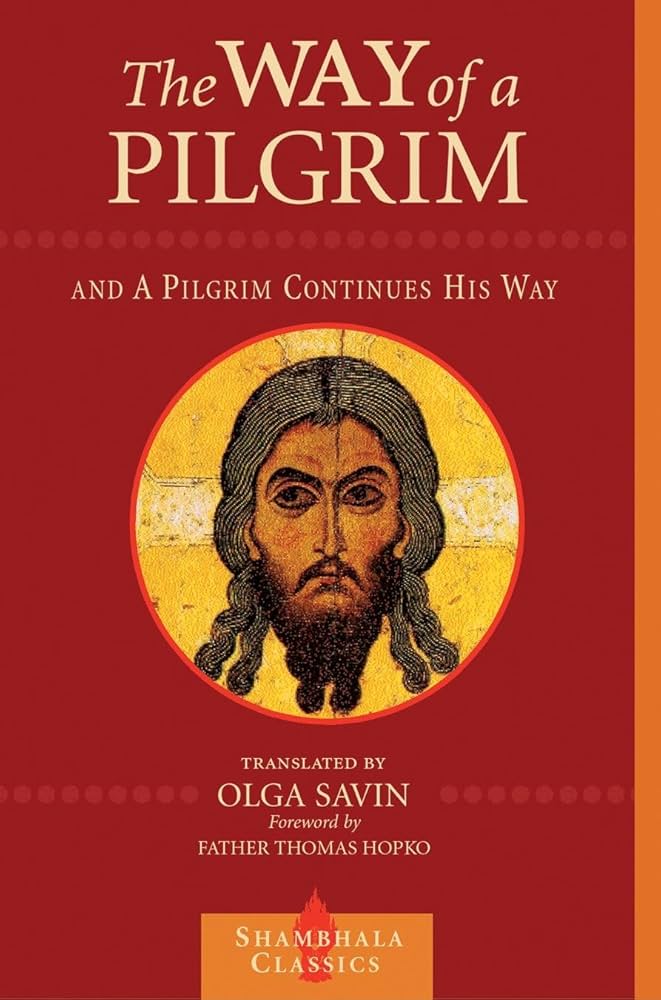 The WAY of a
PILGRIM
AND A PILGRIM CONTINUES HIS WAY
TRANSLATED BY
OLGA SAVIN
Foreword by
FATHER THOMAS HOPKO
SHAMBHALA
CLASSICS